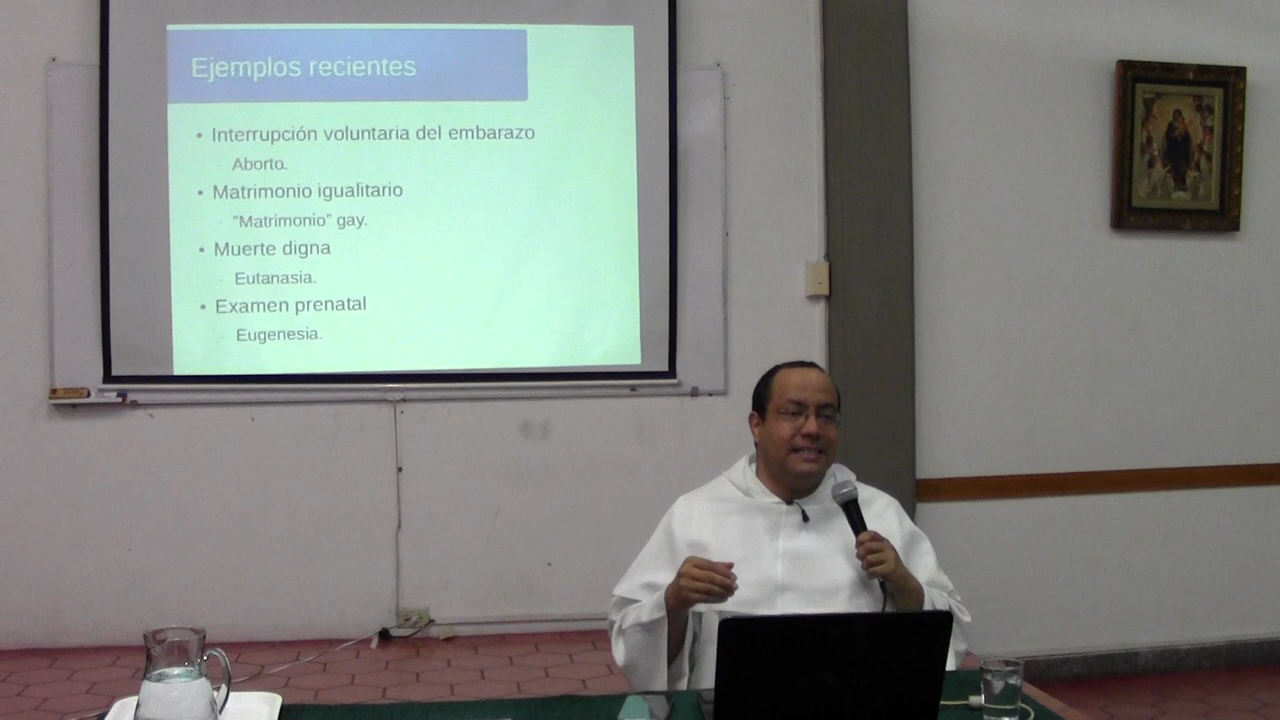 Ejemplos recientes
• Interrupción voluntaria del embarazo
- Aborto.
• Matrimonio igualitario
- "Matrimonio" gay.
• Muerte digna
- Eutanasia.
• Examen prenatal
- Eugenesia.